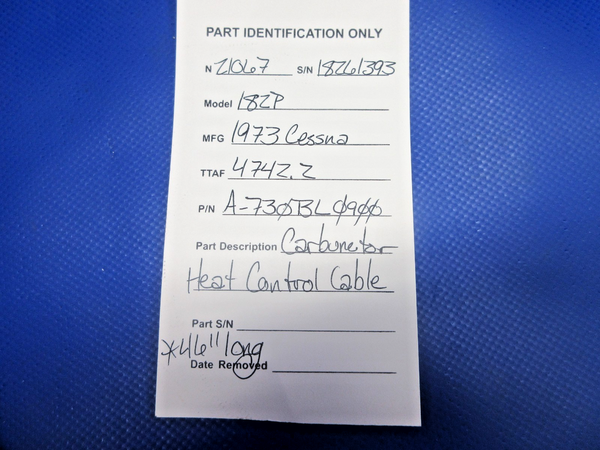 PART IDENTIFICATION ONLY
N 21067 S/N 18261393
Model 182P
MFG 1973 Cessna
TTAF 4742.2
P/N A-730BL0900
Part Description Carburetor
Heat Control Cable
Part S/N
*46" long
Date Removed